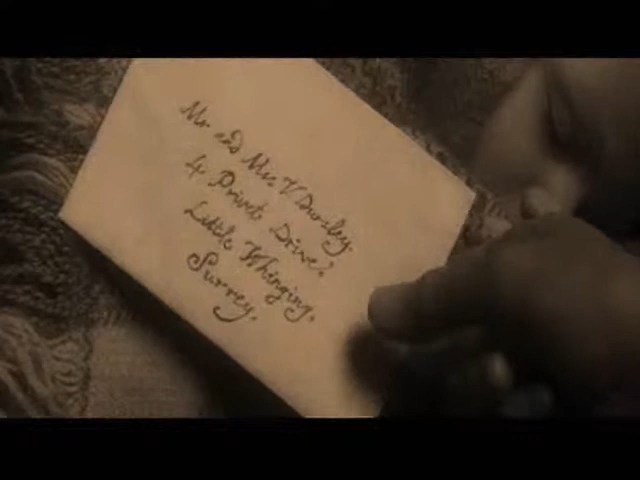 Mr. and Mrs. V. Dursley.
4 Privet Drive.
Little Whinging.
Surrey.